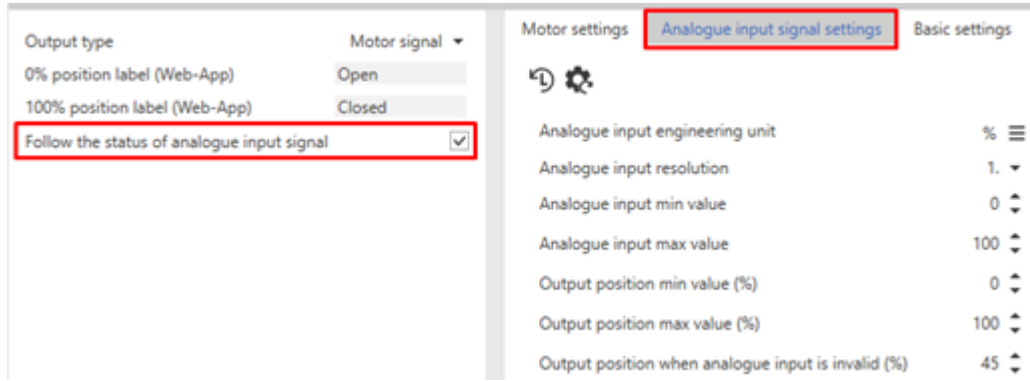 Output type Motor signal
0% position label (Web-App) Open
100% position label (Web-App) Closed
Follow the status of analogue input signal
Motor settings Analogue input signal settings Basic settings
Analogue input engineering unit %
Analogue input resolution 1.
Analogue input min value 0
Analogue input max value 100
Output position min value (%) 0
Output position max value (%) 100
Output position when analogue input is invalid (%) 45